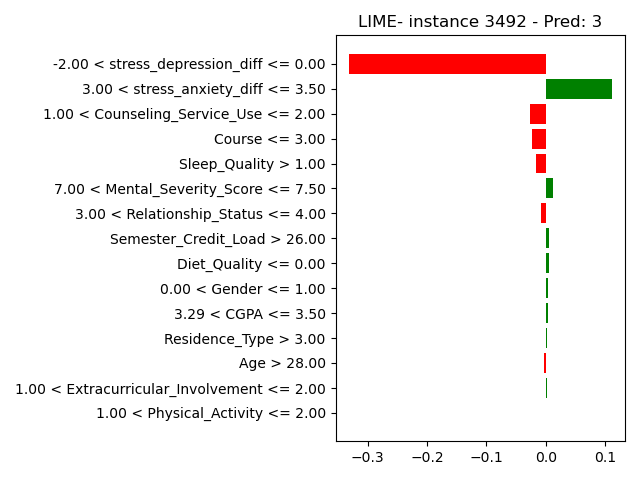 LIME- instance 3492 - Pred: 3
-2.00 < stress_depression_diff <= 0.00
3.00 < stress_anxiety_diff <= 3.50
1.00 < Counseling_Service_Use <= 2.00
Course <= 3.00
Sleep_Quality > 1.00
7.00 < Mental_Severity_Score <= 7.50
3.00 < Relationship_Status <= 4.00
Semester_Credit_Load > 26.00
Diet_Quality <= 0.00
0.00 < Gender <= 1.00
3.29 < CGPA <= 3.50
Residence_Type > 3.00
Age > 28.00
1.00 < Extracurricular_Involvement <= 2.00
1.00 < Physical_Activity <= 2.00
−0.3 −0.2 −0.1 0.0 0.1